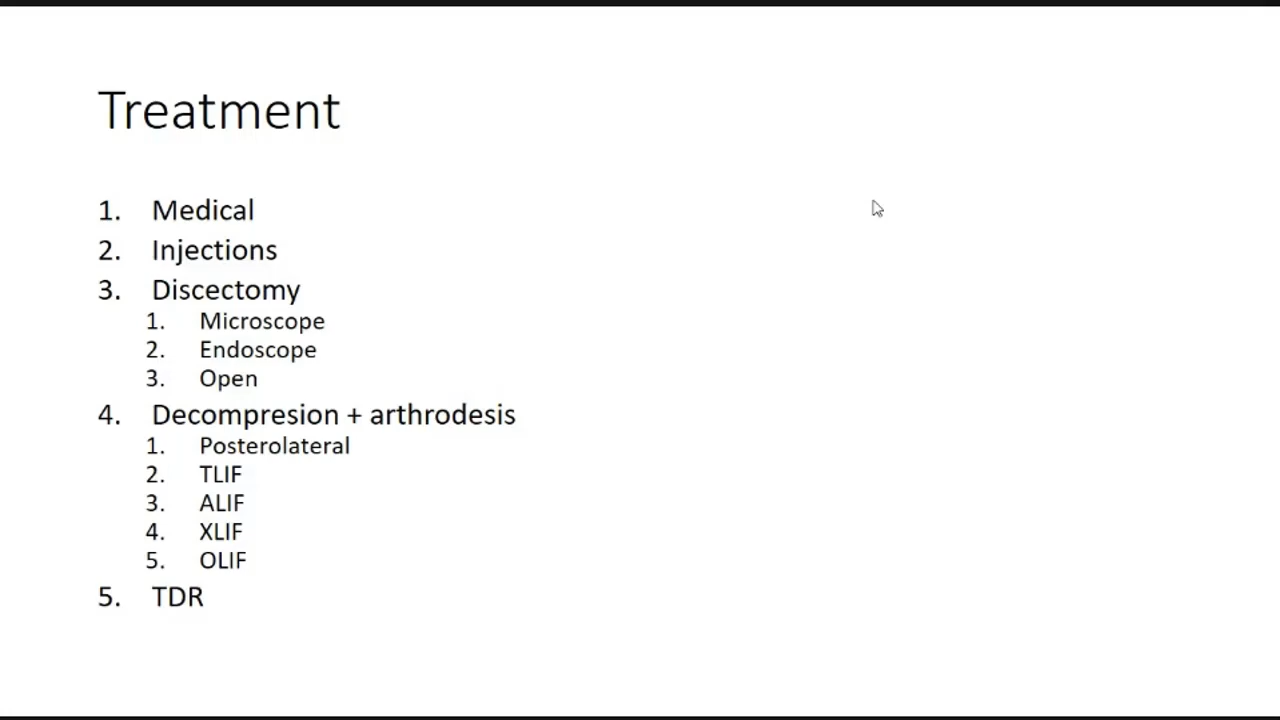 Treatment
1. Medical
2. Injections
3. Discectomy
1. Microscope
2. Endoscope
3. Open
4. Decompresion + arthrodesis
1. Posterolateral
2. TLIF
3. ALIF
4. XLIF
5. OLIF
5. TDR